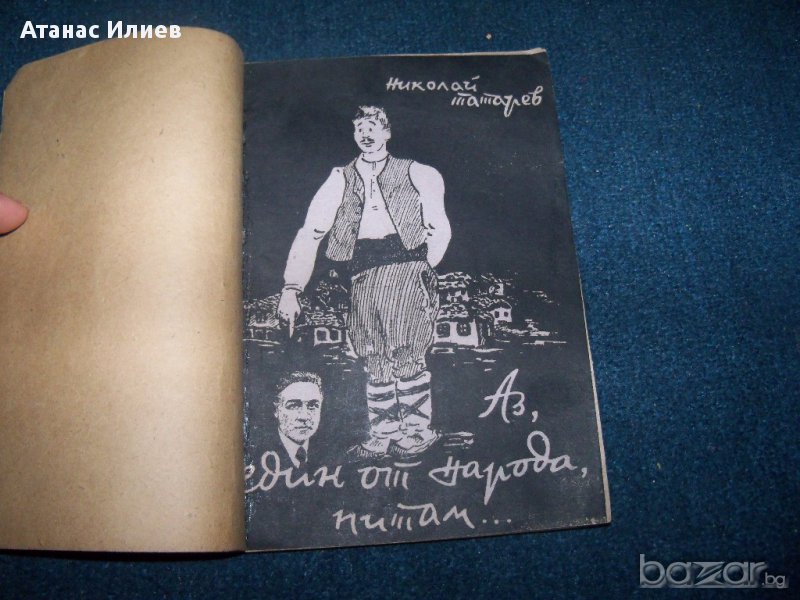 Атанас Илиев
Николай
Татарев
Аз,
един от народа,
питам...
bazar.bg